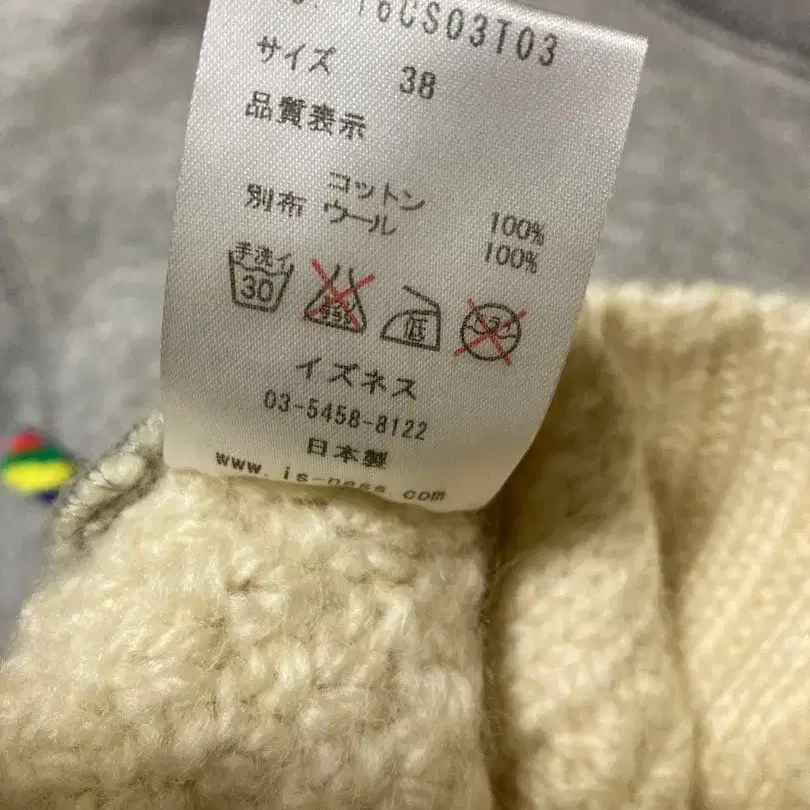 16CS03T03
サイズ 38
品質表示
コットン 100%
別布 ウール 100%
手洗イ
30
低
イズネス
03-5458-8122
日本製
www.is-ness.com